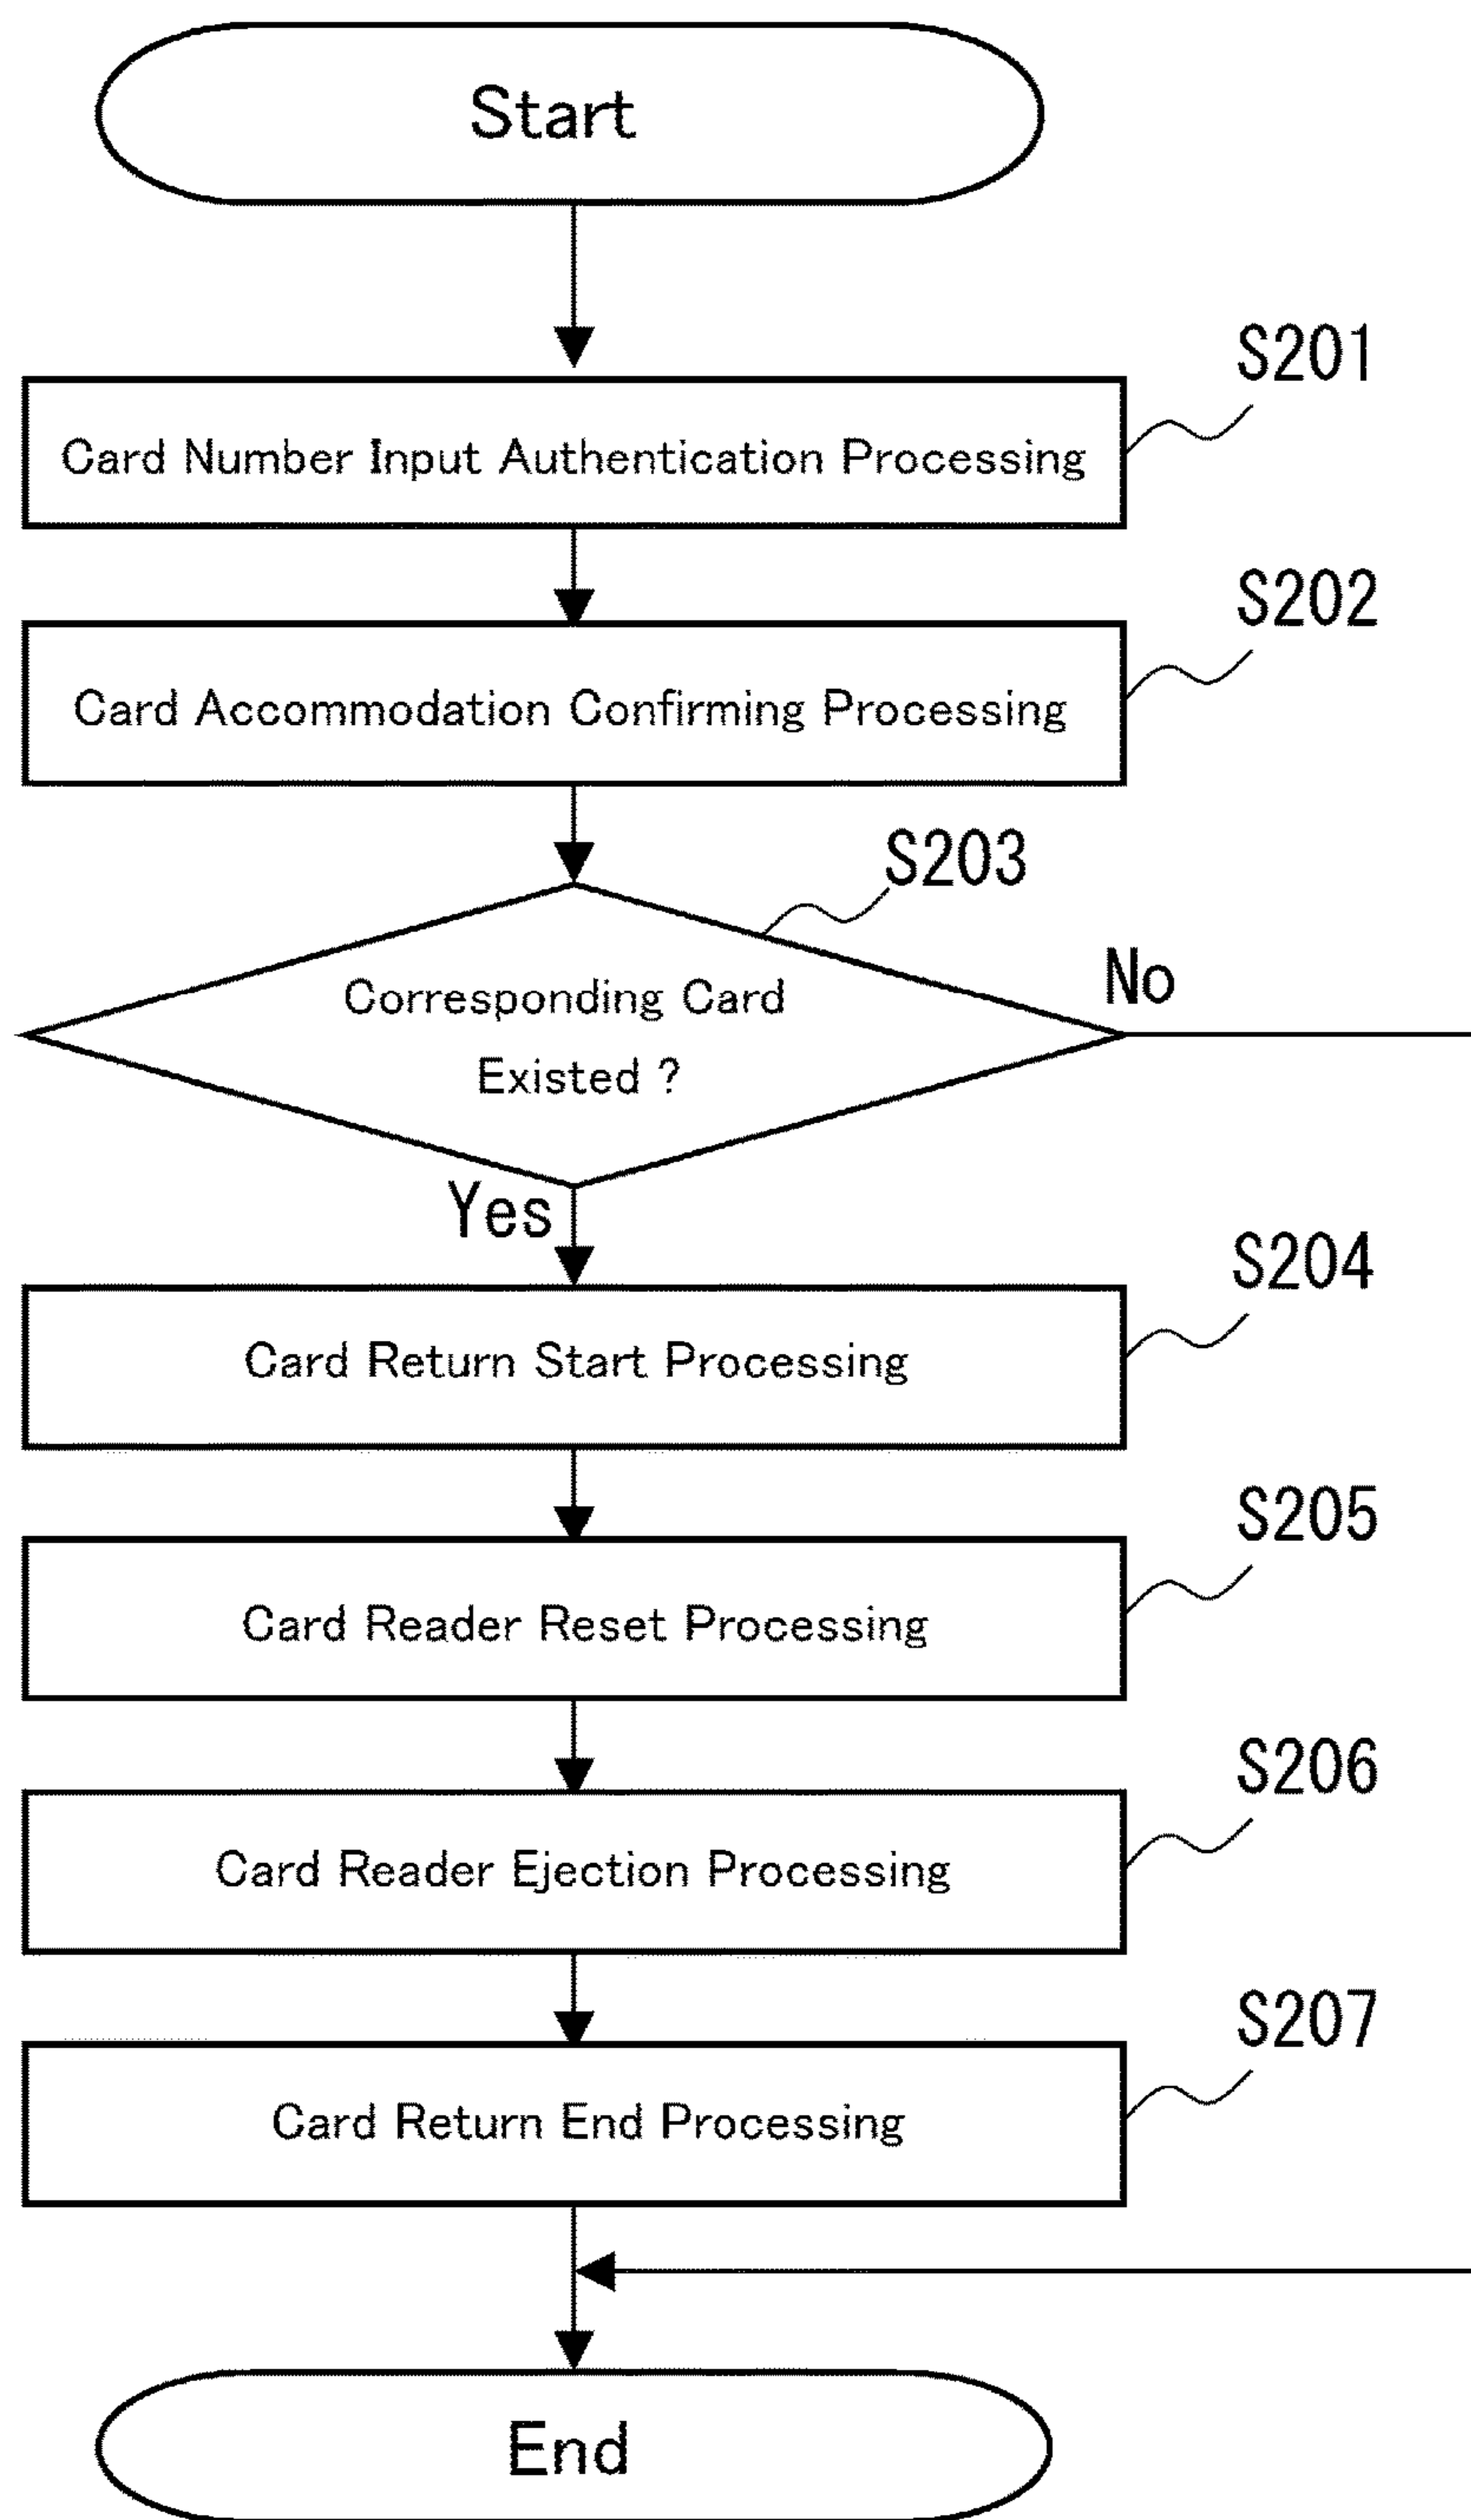 Start
S201
Card Number Input Authentication Processing
S202
Card Accommodation Confirming Processing
S203
Corresponding Card
Existed ?
No
Yes
S204
Card Return Start Processing
S205
Card Reader Reset Processing
S206
Card Reader Ejection Processing
S207
Card Return End Processing
End